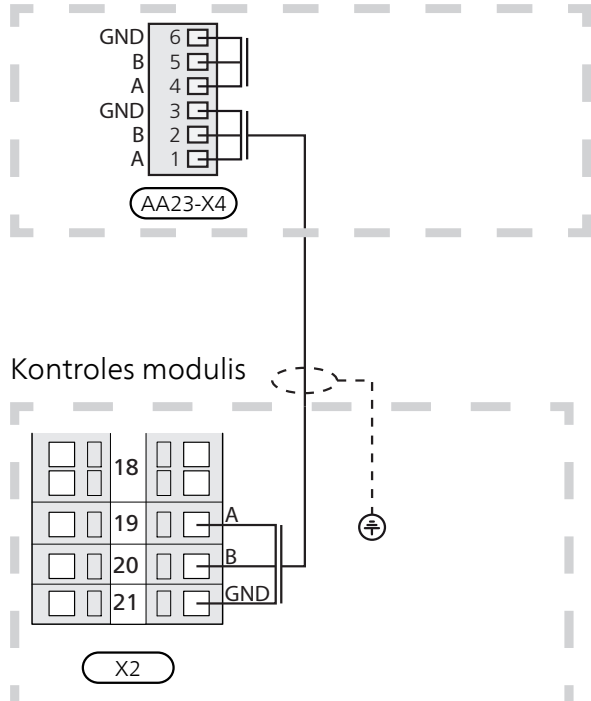 GND 6
B 5
A 4
GND 3
B 2
A 1
AA23-X4
Kontroles modulis
18
19 A
20 B
21 GND
X2